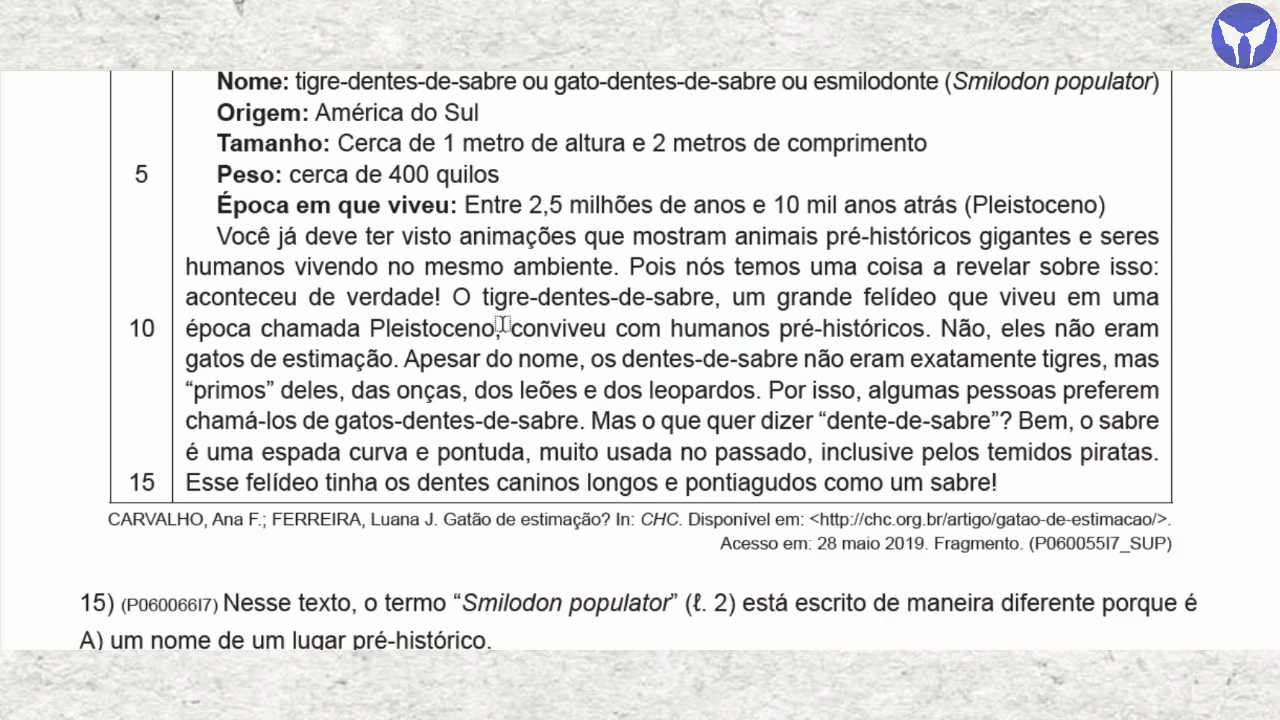 Nome: tigre-dentes-de-sabre ou gato-dentes-de-sabre ou esmilodonte (Smilodon populator)
Origem: América do Sul
Tamanho: Cerca de 1 metro de altura e 2 metros de comprimento
5 Peso: cerca de 400 quilos
Época em que viveu: Entre 2,5 milhões de anos e 10 mil anos atrás (Pleistoceno)
Você já deve ter visto animações que mostram animais pré-históricos gigantes e seres
humanos vivendo no mesmo ambiente. Pois nós temos uma coisa a revelar sobre isso:
aconteceu de verdade! O tigre-dentes-de-sabre, um grande felídeo que viveu em uma
10 época chamada Pleistoceno, conviveu com humanos pré-históricos. Não, eles não eram
gatos de estimação. Apesar do nome, os dentes-de-sabre não eram exatamente tigres, mas
“primos” deles, das onças, dos leões e dos leopardos. Por isso, algumas pessoas preferem
chamá-los de gatos-dentes-de-sabre. Mas o que quer dizer “dente-de-sabre”? Bem, o sabre
é uma espada curva e pontuda, muito usada no passado, inclusive pelos temidos piratas.
15 Esse felídeo tinha os dentes caninos longos e pontiagudos como um sabre!
CARVALHO, Ana F.; FERREIRA, Luana J. Gatão de estimação? In: CHC. Disponível em: <http://chc.org.br/artigo/gatao-de-estimacao/>.
Acesso em: 28 maio 2019. Fragmento. (P060055I7_SUP)
15) (P060066I7) Nesse texto, o termo “Smilodon populator” (ℓ. 2) está escrito de maneira diferente porque é
A) um nome de um lugar pré-histórico.